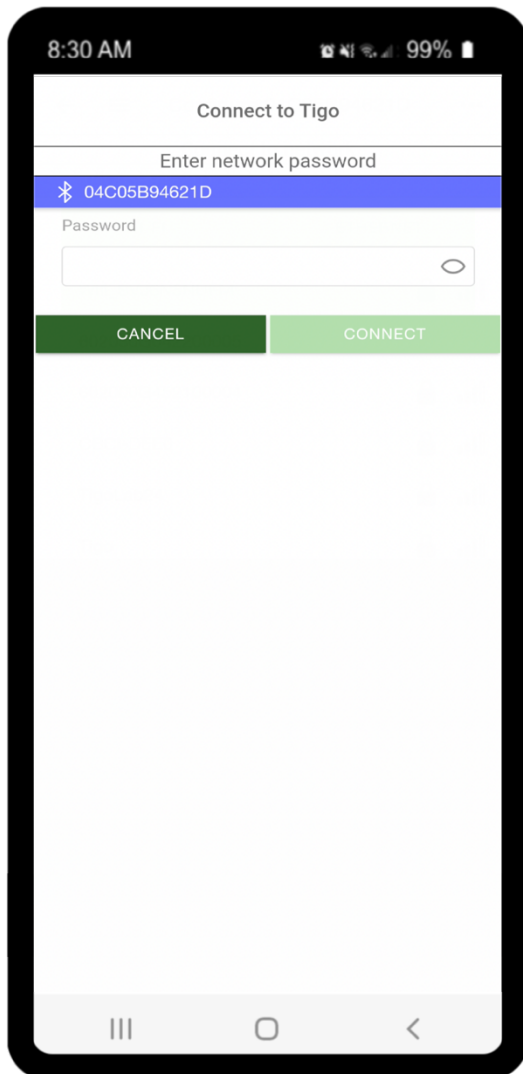 8:30 AM 99%
Connect to Tigo
Enter network password
04C05B94621D
Password
CANCEL CONNECT